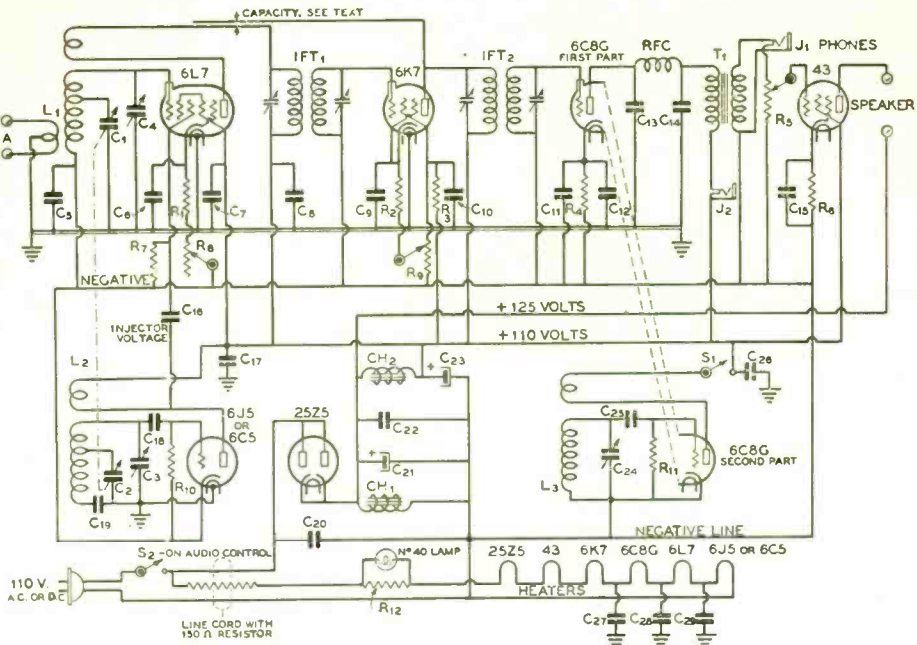 CAPACITY, SEE TEXT
6L7
IFT1
6K7
IFT2
6C8G
FIRST PART
RFC
T1
J1 PHONES
43
SPEAKER
L1
A
C1
C4
C13
C14
R5
C5
C6
R1
C7
C8
C9
R2
R3
C10
C11
R4
C12
J2
C15
R6
R7
R8
R9
NEGATIVE
+125 VOLTS
+110 VOLTS
C16
INJECTOR
VOLTAGE
C17
L2
CH2
C23
S1
C26
6J5
OR
6C5
25Z5
C22
C18
C25
6C8G
SECOND PART
C2
C3
R10
C21
C24
R11
L3
CH1
C19
C20
NEGATIVE LINE
S2-ON AUDIO CONTROL
Nº 40 LAMP
25Z5 43 6K7 6C8G 6L7 6J5 OR 6C5
110 V.
A.C. OR D.C
HEATERS
R12
LINE CORD WITH
150 Ω RESISTOR
C27
C28
C29